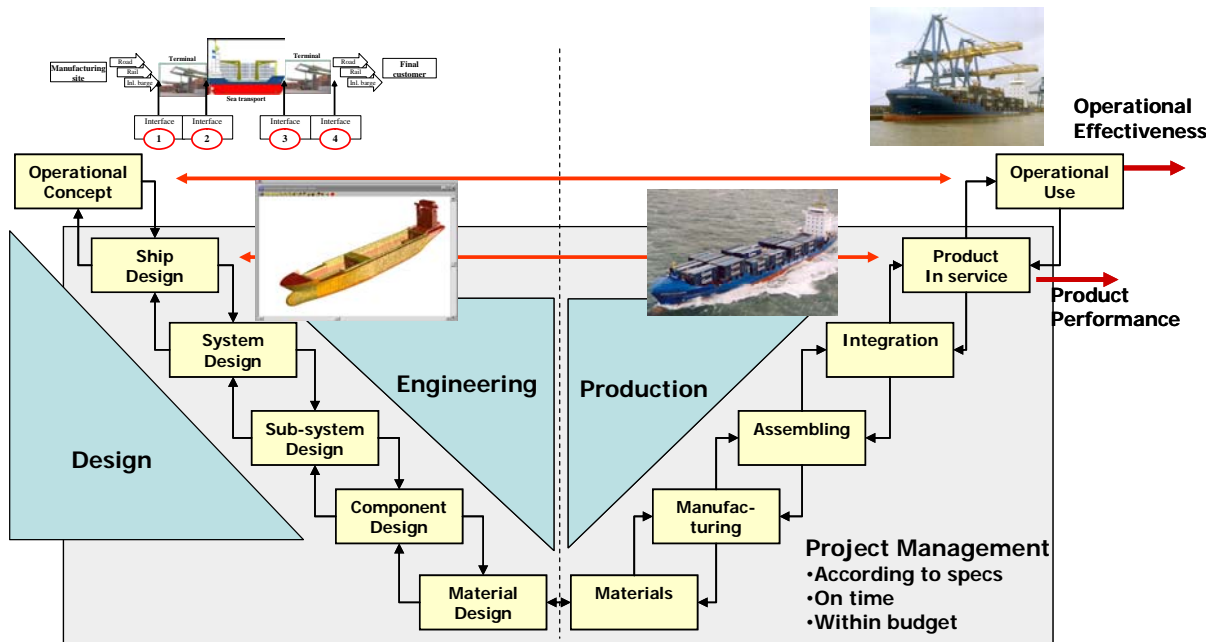 Manufacturing
site
Road
Rail
Inl. barge
Terminal
Sea transport
Terminal
Road
Rail
Inl. barge
Final
customer
Interface
1
Interface
2
Interface
3
Interface
4
Operational
Effectiveness
Operational
Concept
Operational
Use
Ship
Design
Product
In service
Product
Performance
System
Design
Integration
Engineering
Production
Sub-system
Design
Assembling
Design
Component
Design
Manufac-
turing
Project Management
•According to specs
•On time
•Within budget
Material
Design
Materials